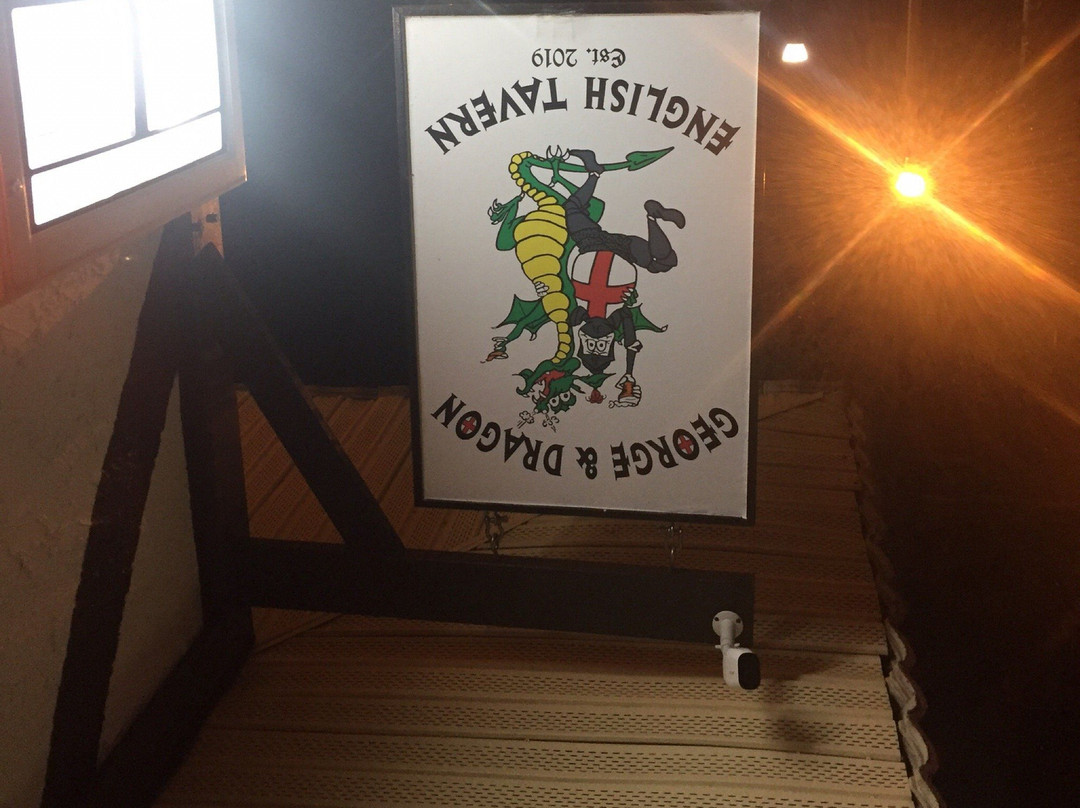 GEORGE & DRAGON
ENGLISH TAVERN
Est. 2019